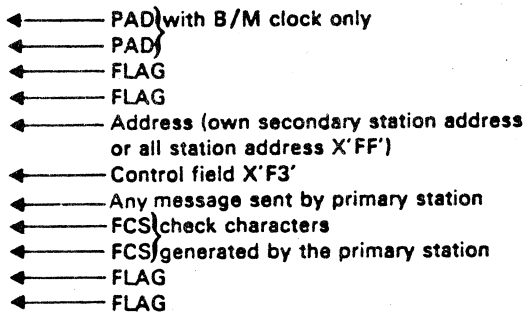 PAD}with B/M clock only
PAD}
FLAG
FLAG
Address (own secondary station address
or all station address X'FF')
Control field X'F3'
Any message sent by primary station
FCS}check characters
FCS}generated by the primary station
FLAG
FLAG